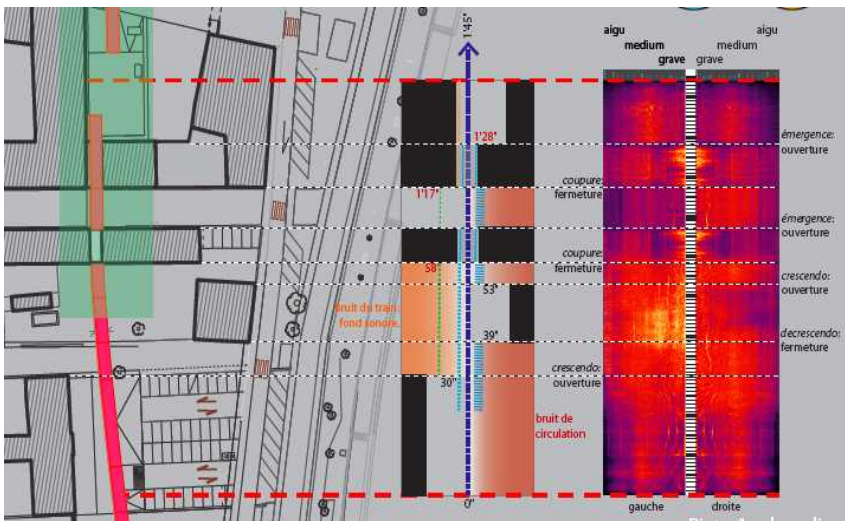 1'45"
aigu
medium
grave
aigu
medium
grave
1'28"
émergence:
ouverture
coupure:
fermeture
1'17"
émergence:
ouverture
coupure:
fermeture
58
crescendo:
ouverture
53"
bruit du train:
fond sonore.
39"
decrescendo:
fermeture
crescendo:
ouverture
30"
bruit de
circulation
0"
gauche
droite